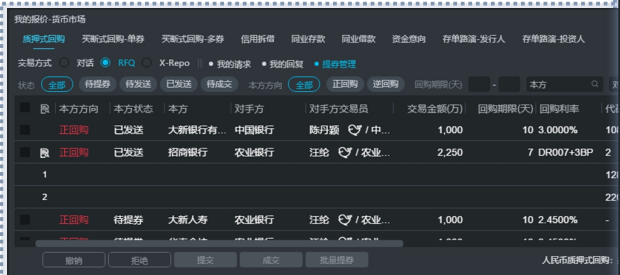 我的报价-货币市场
质押式回购 买断式回购-单券 买断式回购-多券 信用拆借 同业存款 同业借款 资金意向 存单路演-发行人 存单路演-投资人
交易方式 对话 RFQ X-Repo 我的请求 我的回复 提券管理
状态 全部 待提券 待发送 已发送 待成交 本方方向 全部 正回购 逆回购 回购期限(天) - 本方
本方方向 本方状态 本方 对手方 对手方交易员 交易金额(万) 回购期限(天) 回购利率
正回购 已发送 大新银行有... 中国银行 陈丹颖 / 中... 1,000 10 3.0000%
正回购 已发送 招商银行 农业银行 汪纶 / 农业... 2,250 7 DR007+3BP 2
1
2
正回购 待提券 大新人寿 农业银行 汪纶 / 农业... 1,000 10 2.4500% -
撤销 拒绝 提交 成交 批量提券 人民币质押式回购: